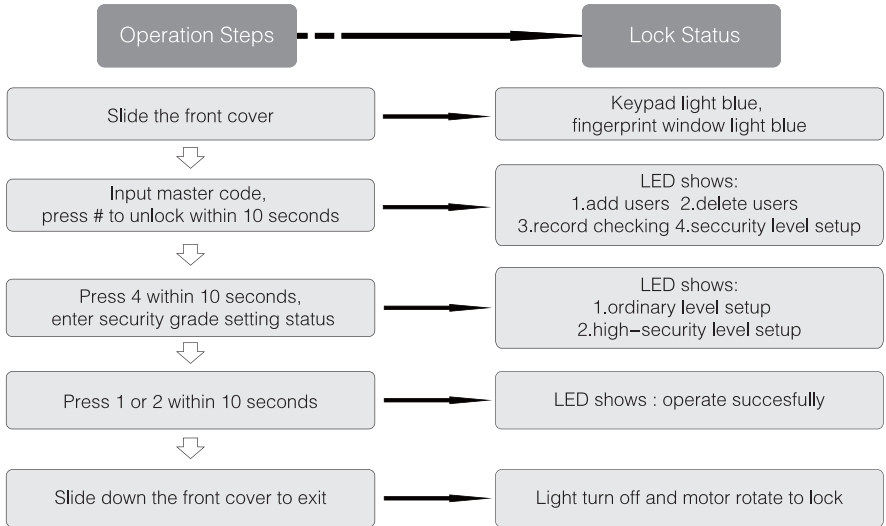 Operation Steps
Lock Status
Slide the front cover
Keypad light blue,
fingerprint window light blue
Input master code,
press # to unlock within 10 seconds
LED shows:
1.add users 2.delete users
3.record checking 4.seccurity level setup
Press 4 within 10 seconds,
enter security grade setting status
LED shows:
1.ordinary level setup
2.high-security level setup
Press 1 or 2 within 10 seconds
LED shows : operate succesfully
Slide down the front cover to exit
Light turn off and motor rotate to lock